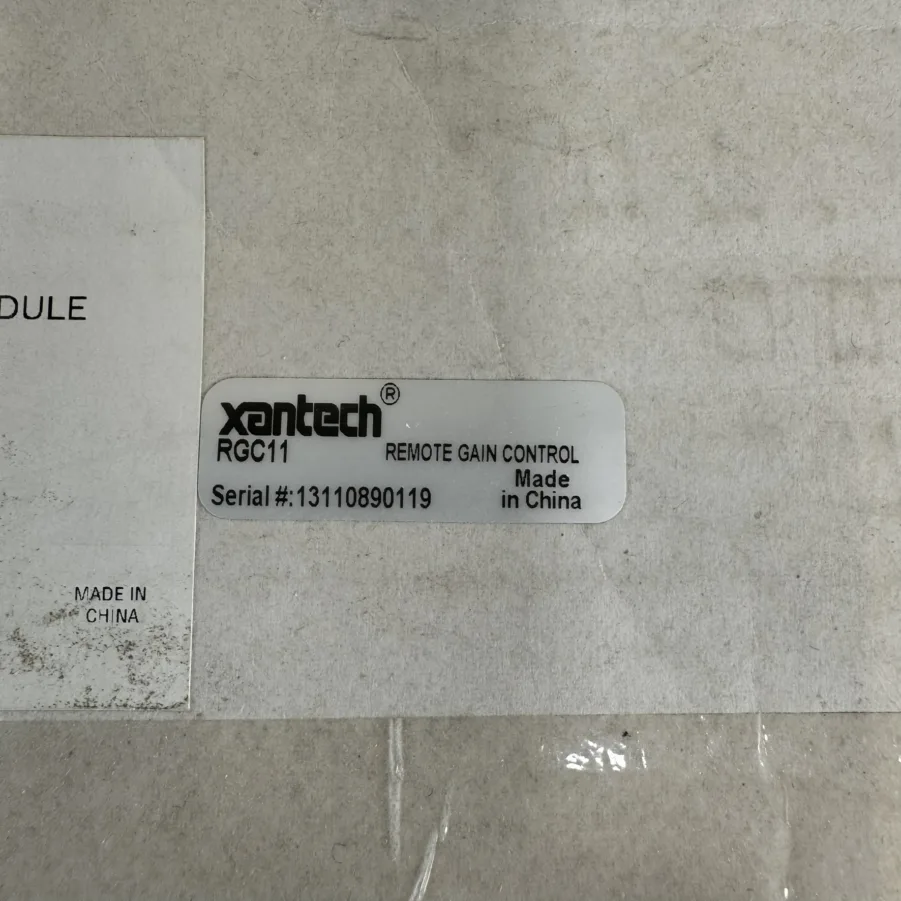 DULE
xantech®
RGC11 REMOTE GAIN CONTROL
Serial #:13110890119
Made
in China
MADE IN
CHINA